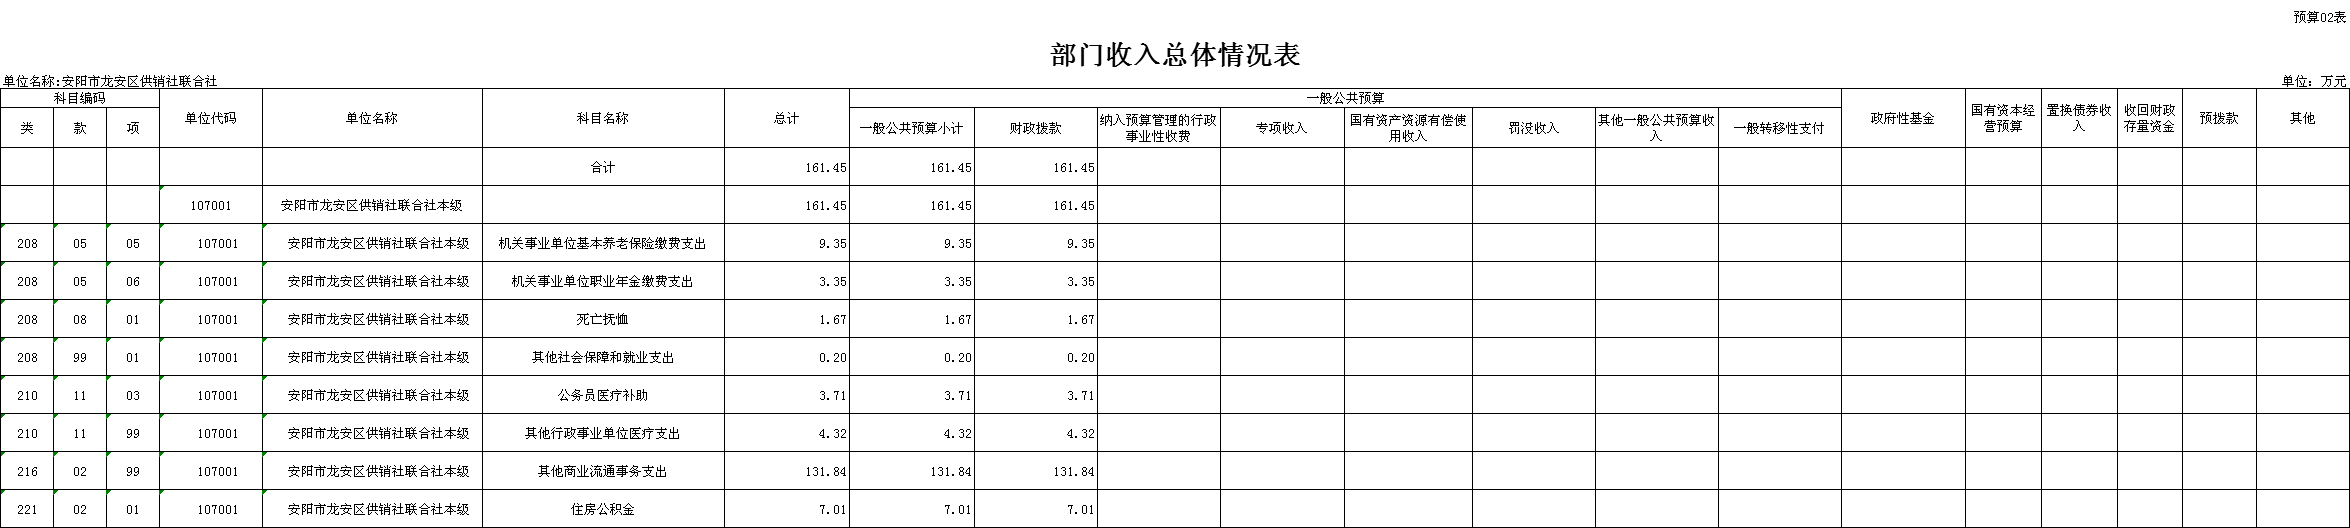 预算02表
部门收入总体情况表
单位名称:安阳市龙安区供销社联合社 单位：万元
科目编码 单位代码 单位名称 科目名称 总计 一般公共预算 政府性基金 国有资本经营预算 置换债券收入 收回财政存量资金 预拨款 其他
类 款 项 一般公共预算小计 财政拨款 纳入预算管理的行政事业性收费 专项收入 国有资产资源有偿使用收入 罚没收入 其他一般公共预算收入 一般转移性支付
合计 161.45 161.45 161.45
107001 安阳市龙安区供销社联合社本级 161.45 161.45 161.45
208 05 05 107001 安阳市龙安区供销社联合社本级 机关事业单位基本养老保险缴费支出 9.35 9.35 9.35
208 05 06 107001 安阳市龙安区供销社联合社本级 机关事业单位职业年金缴费支出 3.35 3.35 3.35
208 08 01 107001 安阳市龙安区供销社联合社本级 死亡抚恤 1.67 1.67 1.67
208 99 01 107001 安阳市龙安区供销社联合社本级 其他社会保障和就业支出 0.20 0.20 0.20
210 11 03 107001 安阳市龙安区供销社联合社本级 公务员医疗补助 3.71 3.71 3.71
210 11 99 107001 安阳市龙安区供销社联合社本级 其他行政事业单位医疗支出 4.32 4.32 4.32
216 02 99 107001 安阳市龙安区供销社联合社本级 其他商业流通事务支出 131.84 131.84 131.84
221 02 01 107001 安阳市龙安区供销社联合社本级 住房公积金 7.01 7.01 7.01